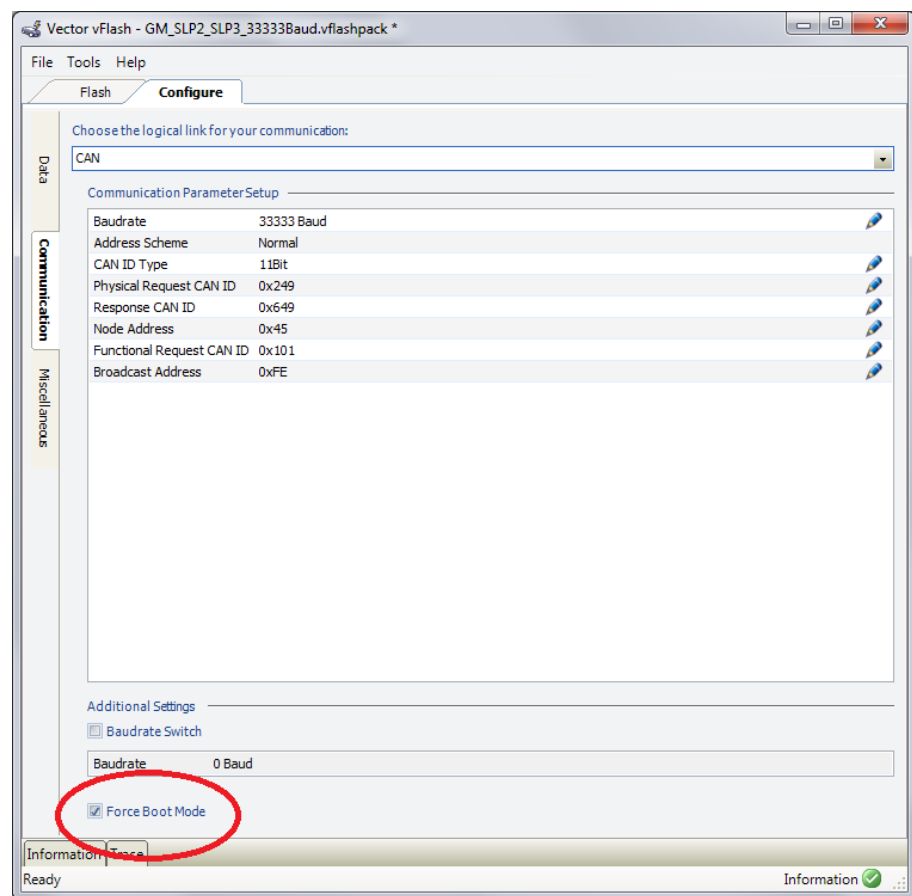 Vector vFlash - GM_SLP2_SLP3_33333Baud.vflashpack *
File Tools Help
Flash Configure
Choose the logical link for your communication:
CAN
Data
Communication
Miscellaneous
Communication Parameter Setup
Baudrate 33333 Baud
Address Scheme Normal
CAN ID Type 11Bit
Physical Request CAN ID 0x249
Response CAN ID 0x649
Node Address 0x45
Functional Request CAN ID 0x101
Broadcast Address 0xFE
Additional Settings
Baudrate Switch
Baudrate 0 Baud
Force Boot Mode
Information Trace
Ready Information